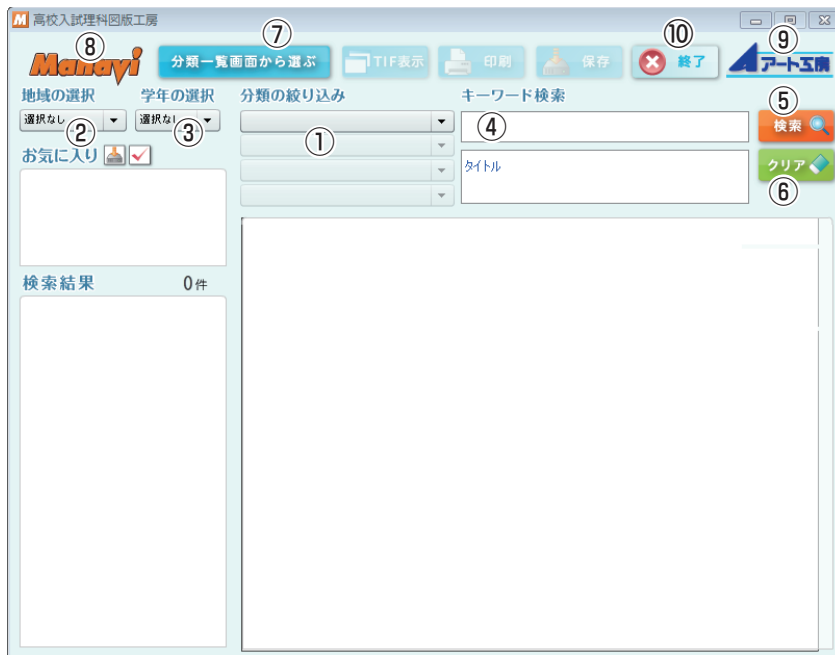 高校入試理科図版工房
⑧ ⑦ ⑩ ⑨
Manavi 分類一覧画面から選ぶ TIF表示 印刷 保存 終了 アート工房
地域の選択 学年の選択 分類の絞り込み キーワード検索 ⑤
選択なし ② 選択なし ③ ① ④ 検索
お気に入り タイトル クリア
⑥
検索結果 0件